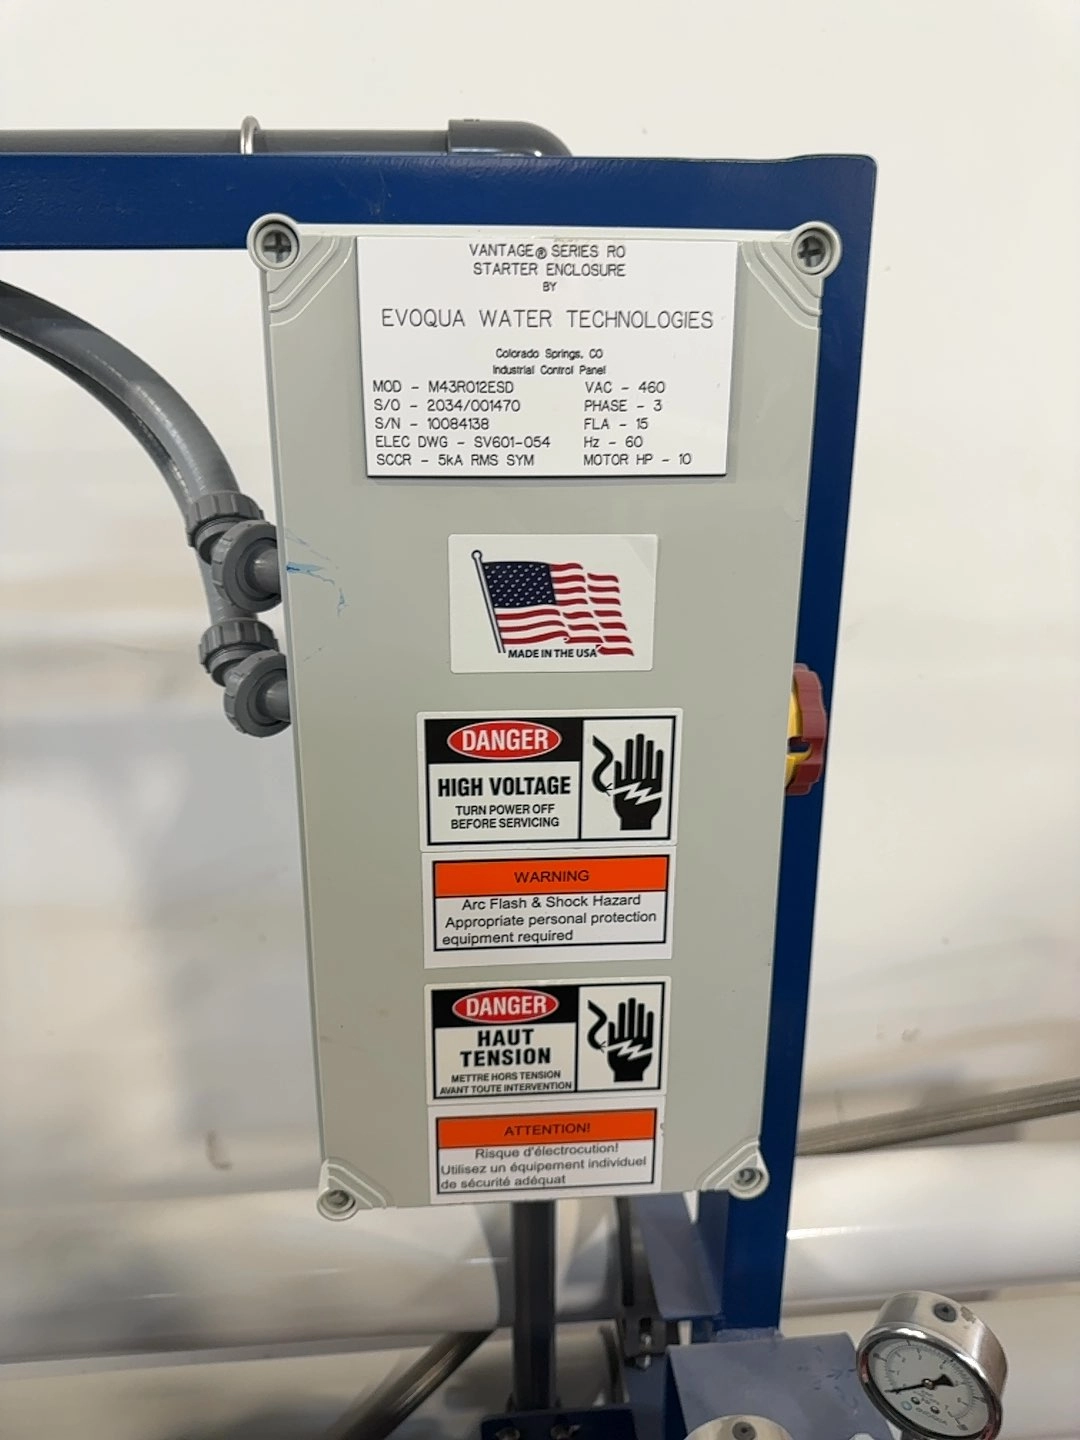 VANTAGE® SERIES RO
STARTER ENCLOSURE
BY
EVOQUA WATER TECHNOLOGIES
Colorado Springs, CO
Industrial Control Panel
MOD - M43R012ESD VAC - 460
S/O - 2034/001470 PHASE - 3
S/N - 10084138 FLA - 15
ELEC DWG - SV601-054 Hz - 60
SCCR - 5kA RMS SYM MOTOR HP - 10
MADE IN THE USA
DANGER
HIGH VOLTAGE
TURN POWER OFF
BEFORE SERVICING
WARNING
Arc Flash & Shock Hazard
Appropriate personal protection
equipment required
DANGER
HAUT
TENSION
METTRE HORS TENSION
AVANT TOUTE INTERVENTION
ATTENTION!
Risque d'électrocution!
Utilisez un équipement individuel
de sécurité adéquat